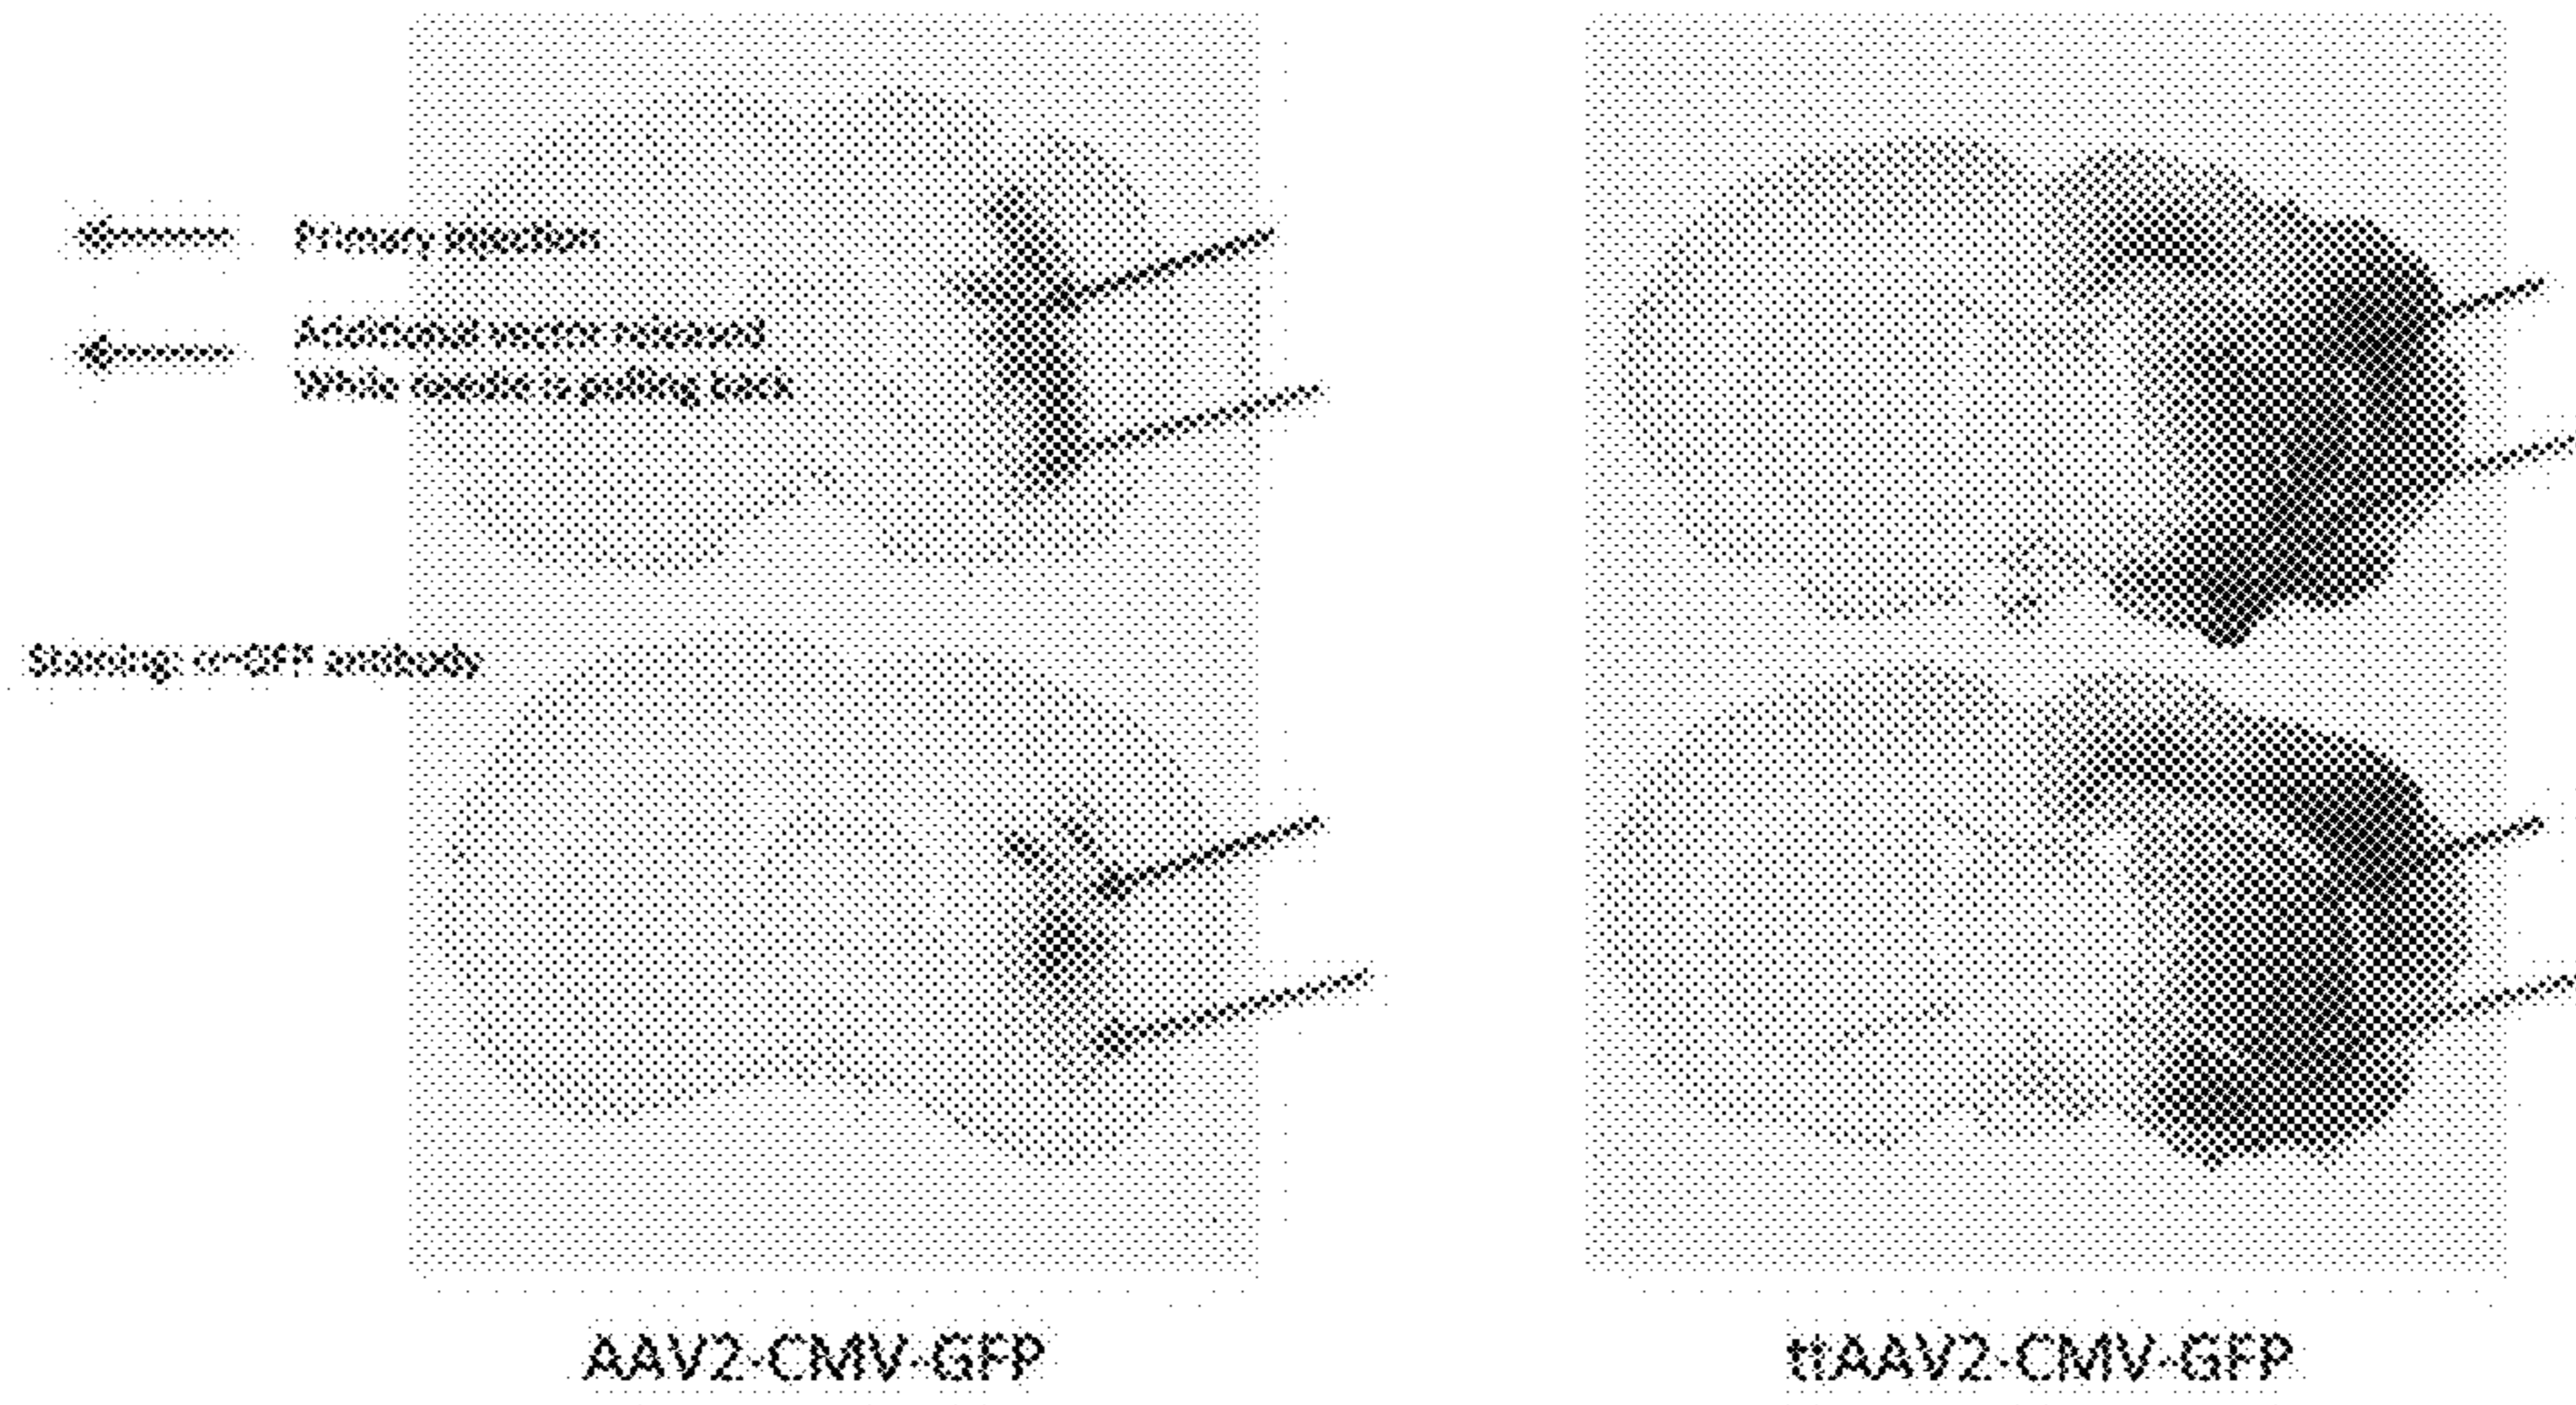 Primary injection
Additional vector released
While needle is pulling back
Staining: α-GFP antibody
AAV2-CMV-GFP
ttAAV2-CMV-GFP